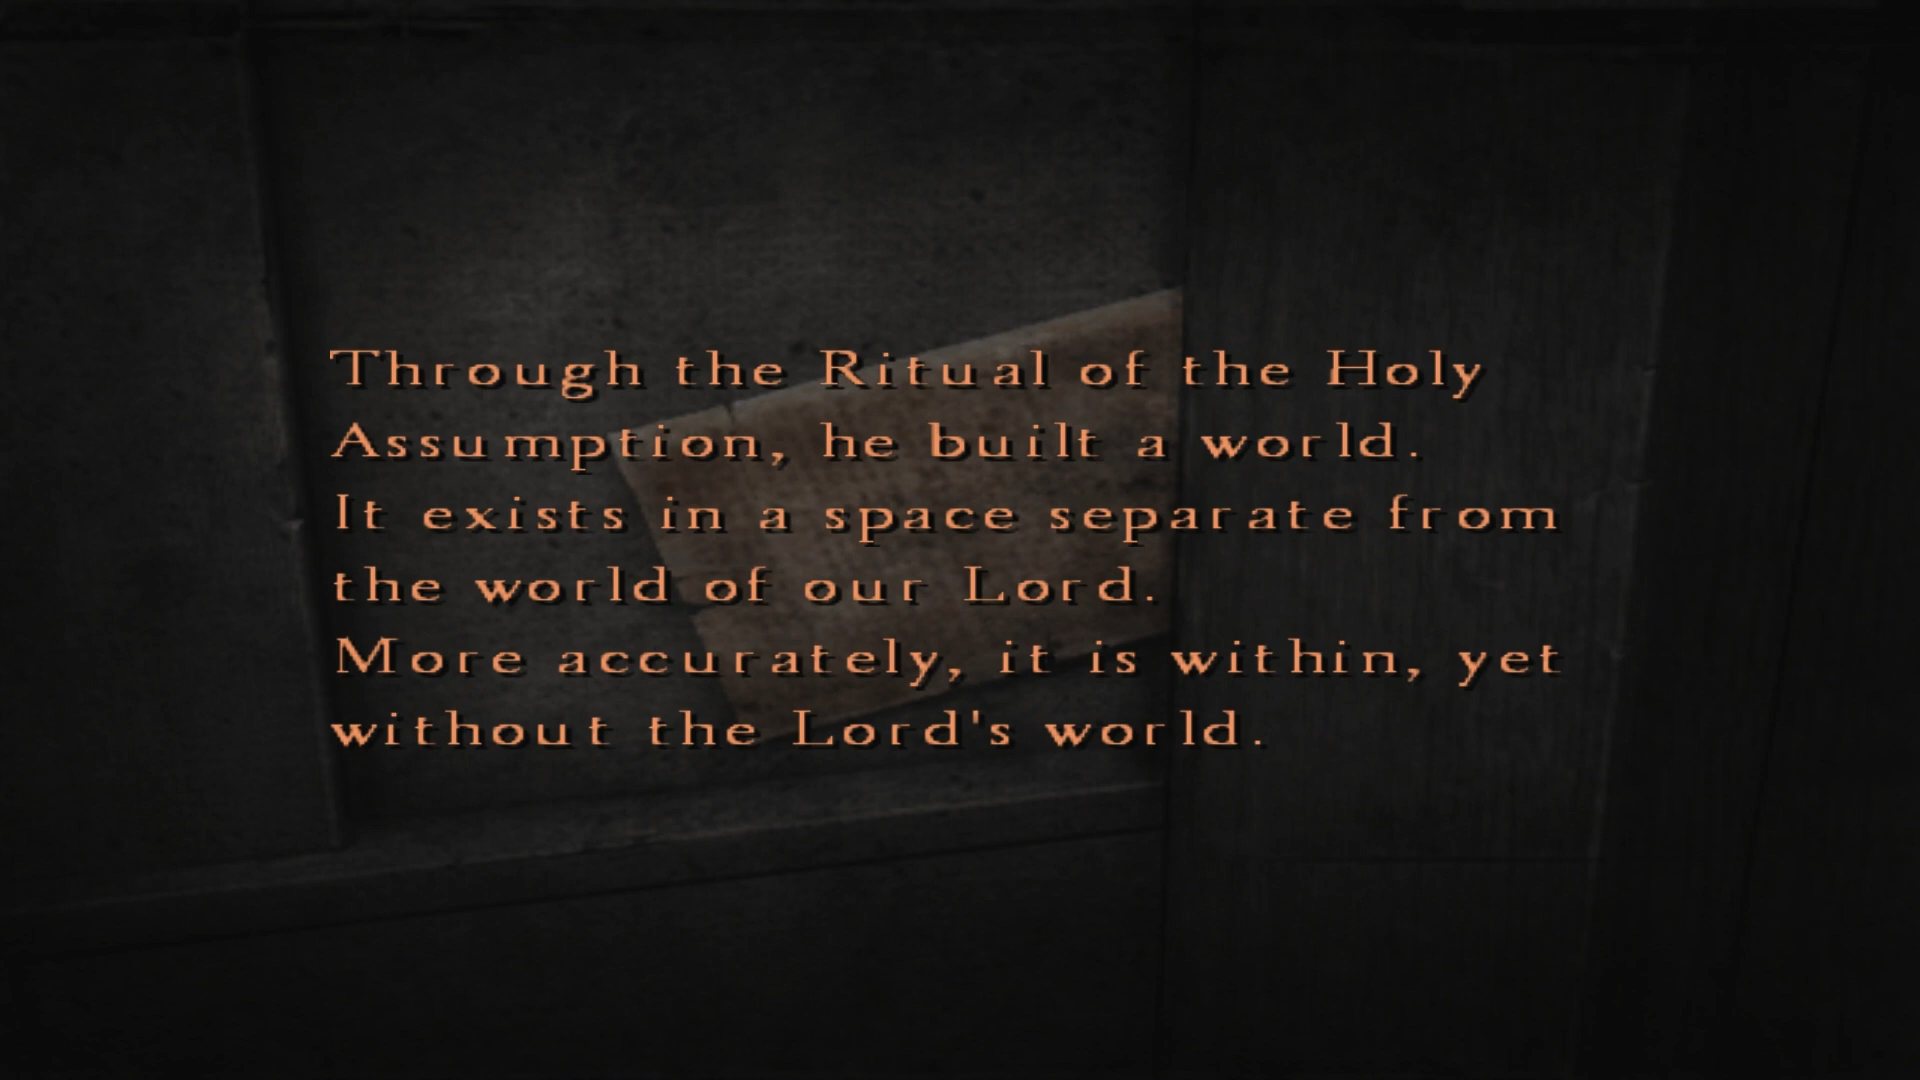 Through the Ritual of the Holy
Assumption, he built a world.
It exists in a space separate from
the world of our Lord.
More accurately, it is within, yet
without the Lord's world.